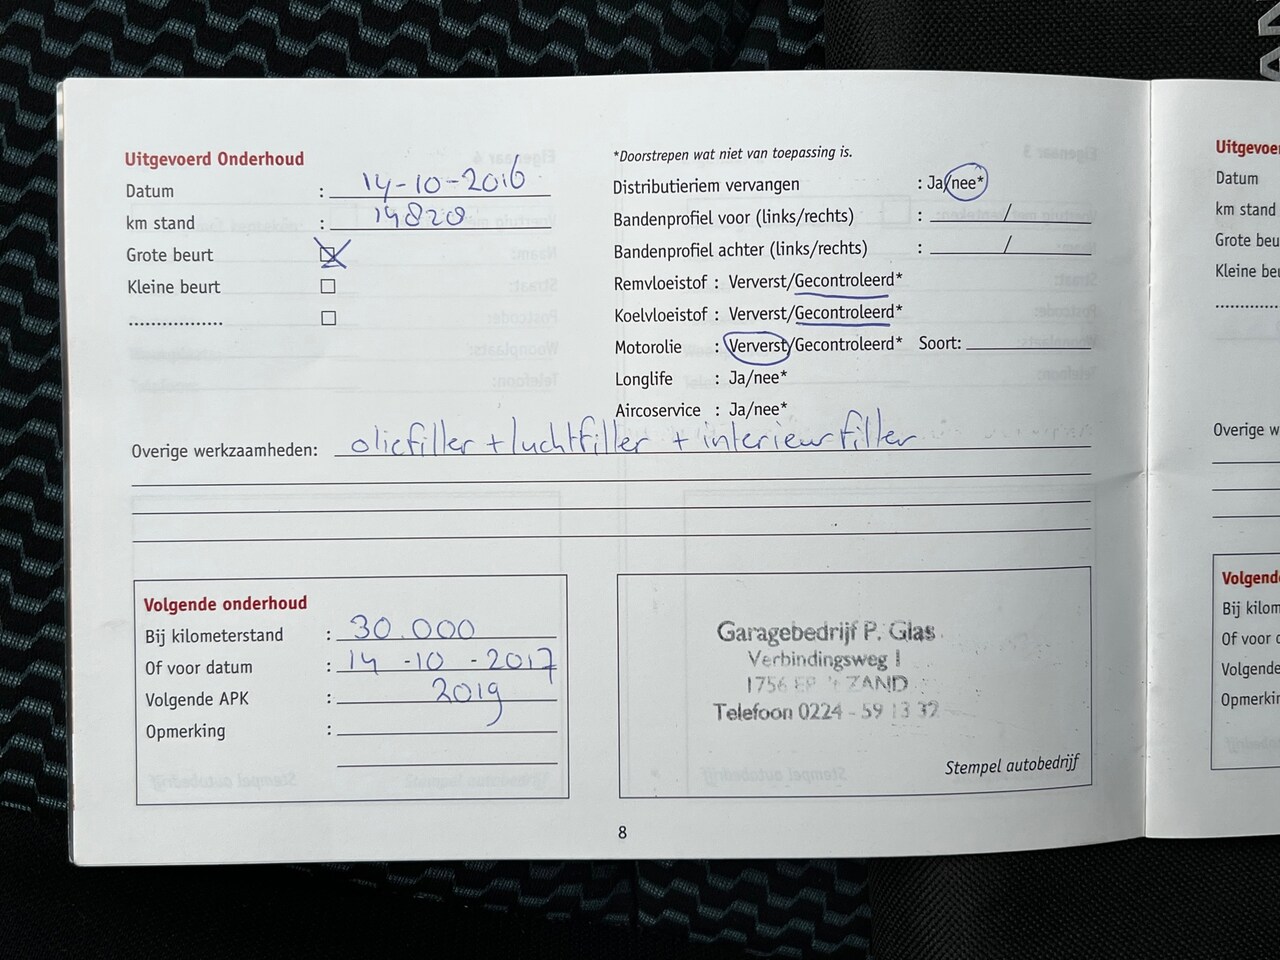 Uitgevoerd Onderhoud
Datum : 14-10-2016
km stand : 14820
Grote beurt
Kleine beurt
..................
*Doorstrepen wat niet van toepassing is.
Distributieriem vervangen : Ja/nee*
Bandenprofiel voor (links/rechts) : /
Bandenprofiel achter (links/rechts) : /
Remvloeistof : Ververst/Gecontroleerd*
Koelvloeistof : Ververst/Gecontroleerd*
Motorolie : Ververst/Gecontroleerd* Soort:
Longlife : Ja/nee*
Aircoservice : Ja/nee*
Overige werkzaamheden: oliefilter + luchtfilter + interieurfilter
Volgende onderhoud
Bij kilometerstand : 30.000
Of voor datum : 14-10-2017
Volgende APK : 2019
Opmerking :
Garagebedrijf P. Glas
Verbindingsweg 1
1756 't ZAND
Telefoon 0224 - 59 13 32
Stempel autobedrijf
8
Uitgevoe
Datum
km stand
Grote beu
Kleine beu
Overige w
Volgend
Bij kilom
Of voor d
Volgende
Opmerkin